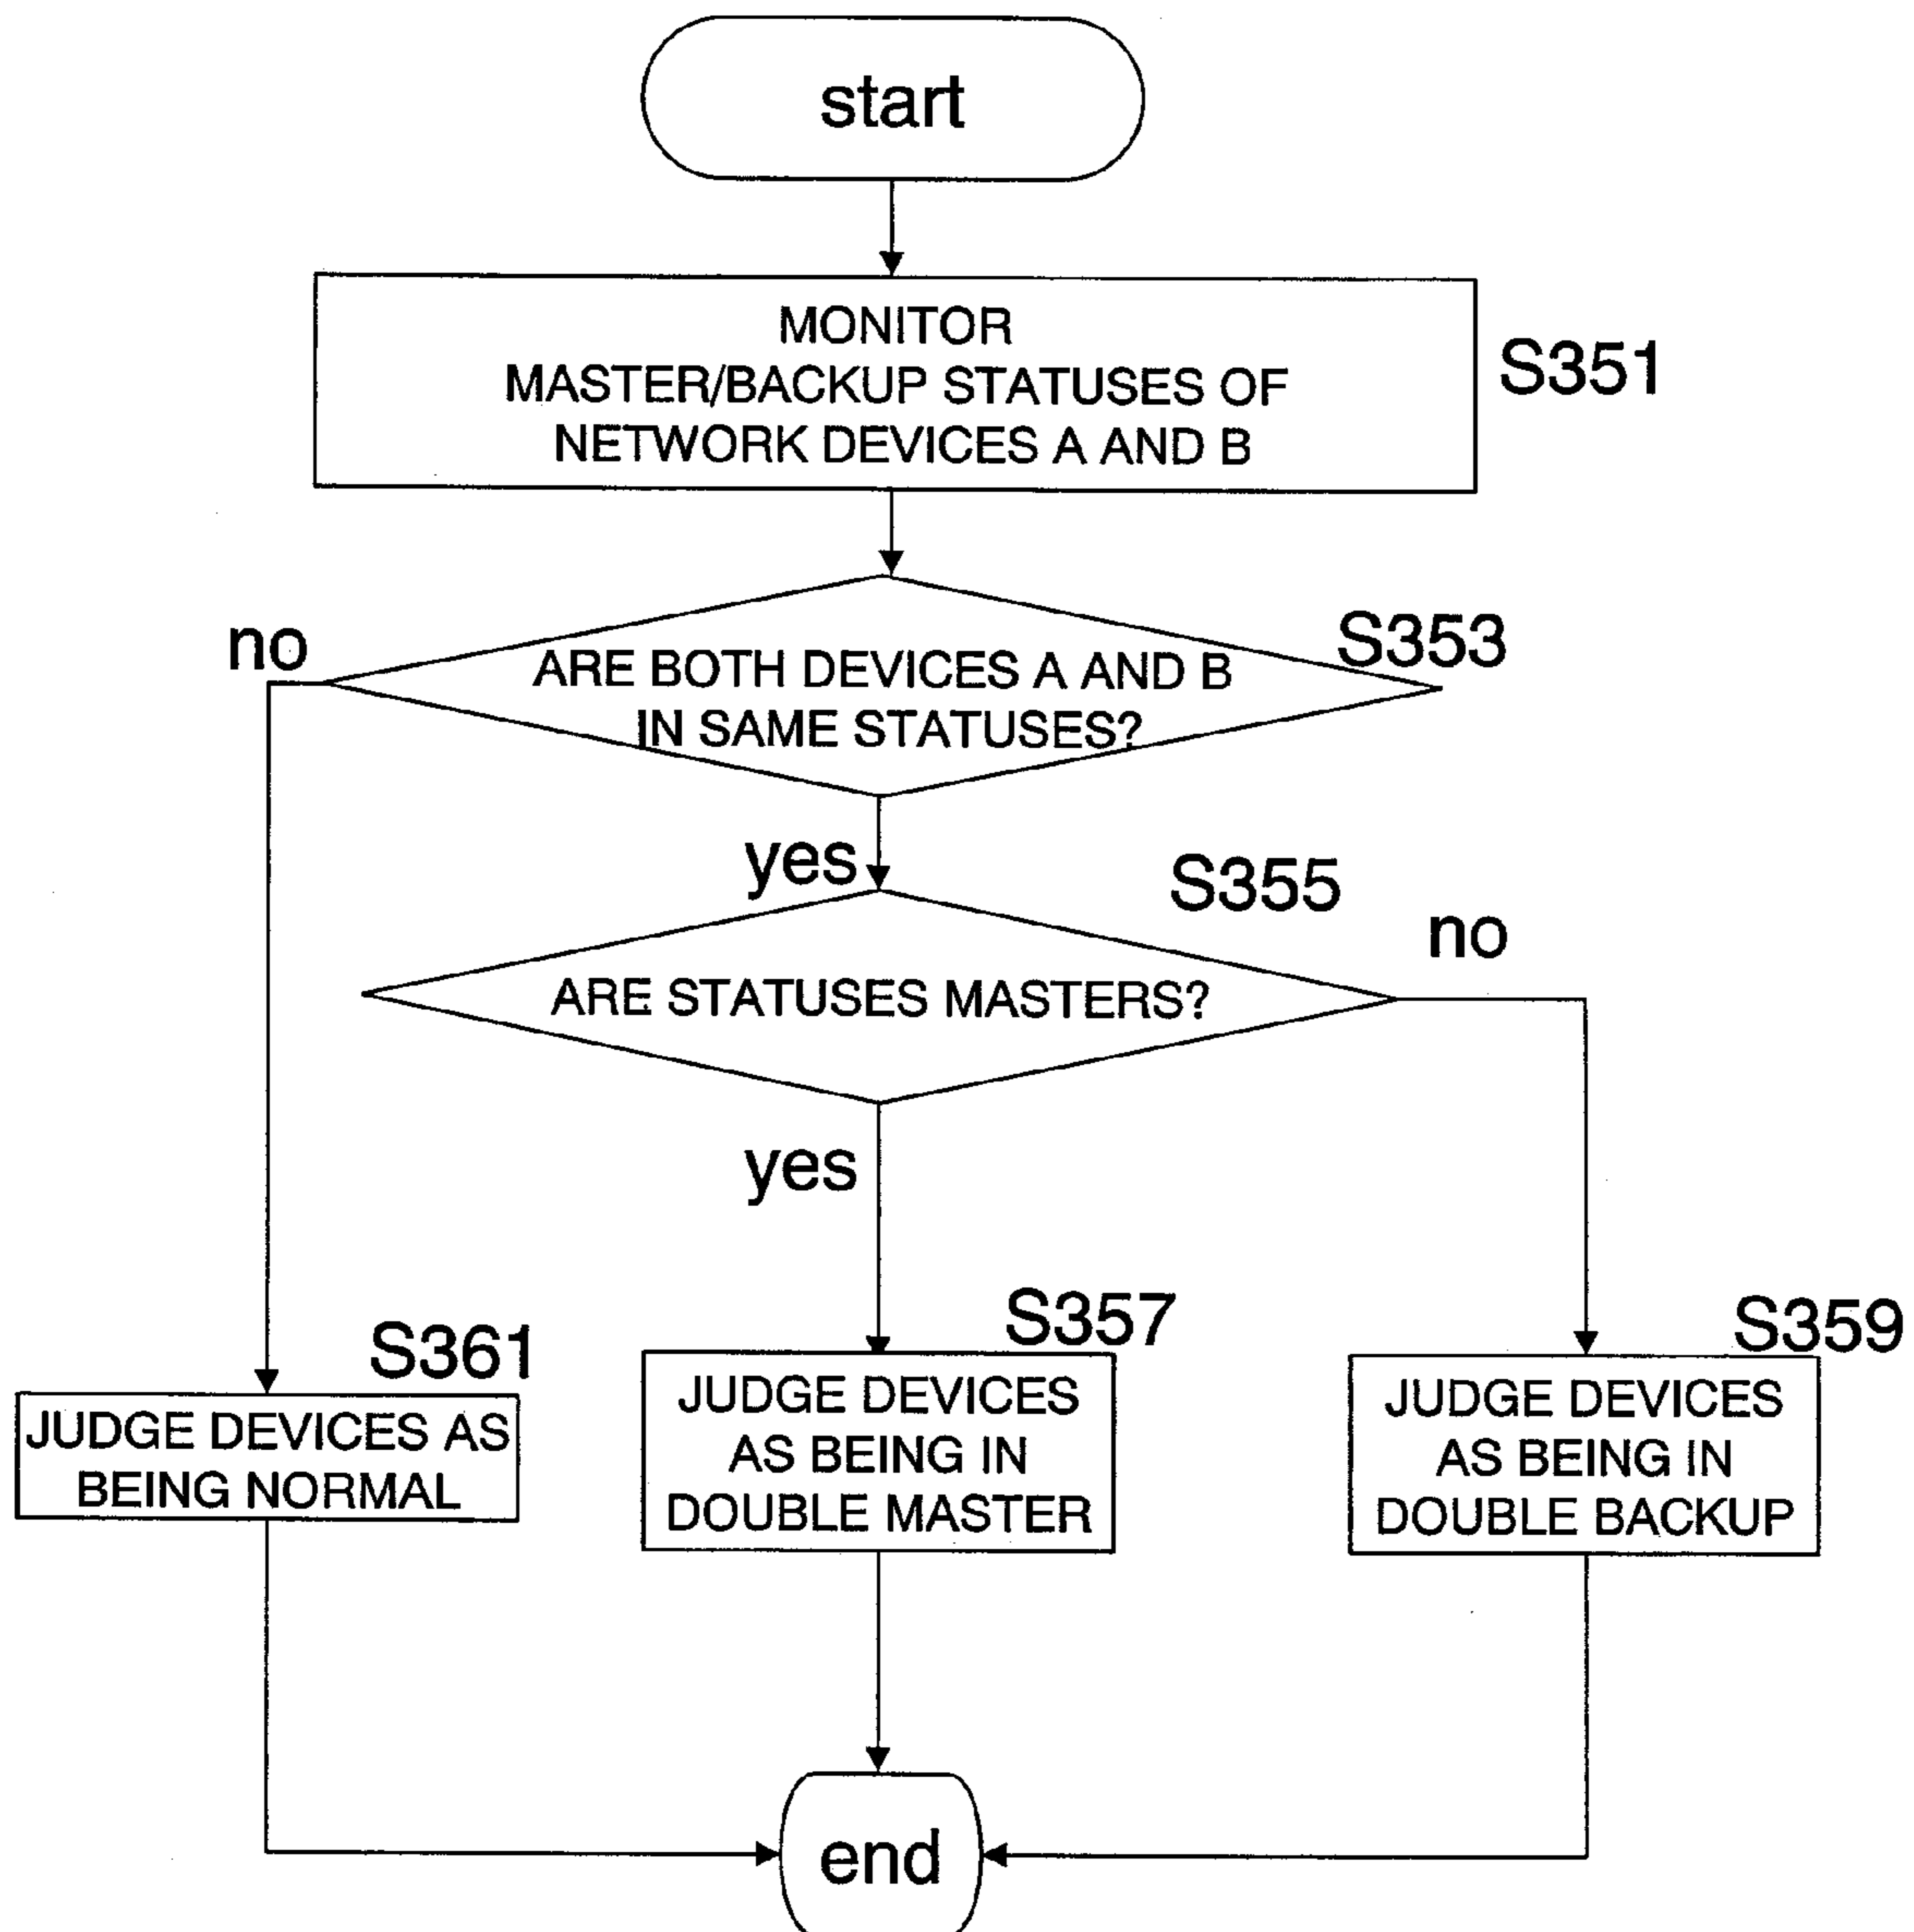 start
MONITOR
MASTER/BACKUP STATUSES OF
NETWORK DEVICES A AND B
S351
no
S353
ARE BOTH DEVICES A AND B
IN SAME STATUSES?
yes
S355
no
ARE STATUSES MASTERS?
yes
S361
JUDGE DEVICES AS
BEING NORMAL
S357
JUDGE DEVICES
AS BEING IN
DOUBLE MASTER
S359
JUDGE DEVICES
AS BEING IN
DOUBLE BACKUP
end